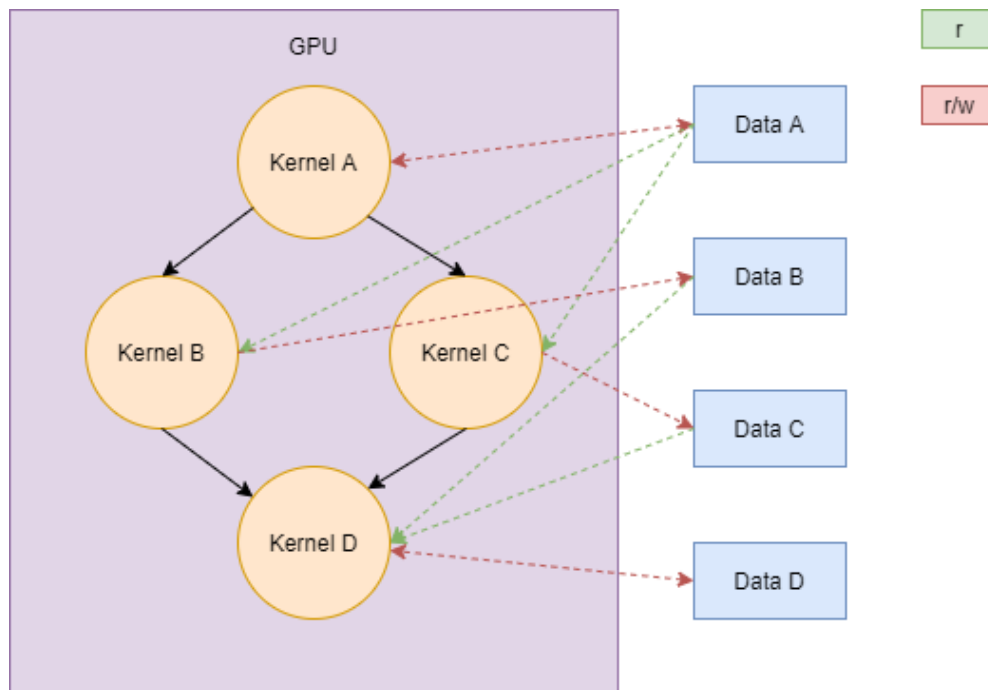 GPU
r
Kernel A
Data A
r/w
Data B
Kernel B
Kernel C
Data C
Kernel D
Data D